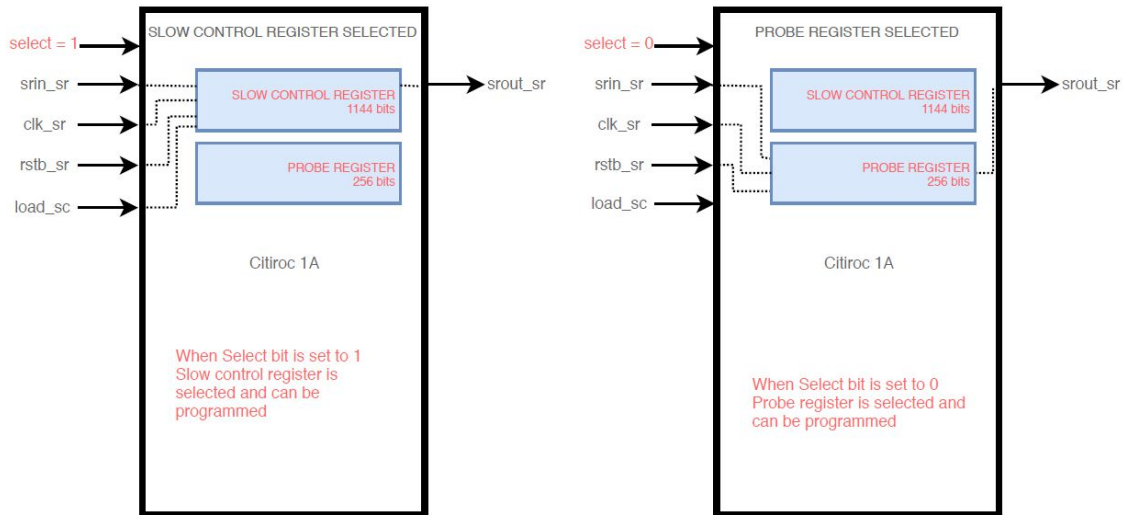 SLOW CONTROL REGISTER SELECTED
select = 1
srin_sr
clk_sr
rstb_sr
load_sc
SLOW CONTROL REGISTER
1144 bits
PROBE REGISTER
256 bits
srout_sr
Citiroc 1A
When Select bit is set to 1
Slow control register is
selected and can be
programmed
PROBE REGISTER SELECTED
select = 0
srin_sr
clk_sr
rstb_sr
load_sc
SLOW CONTROL REGISTER
1144 bits
PROBE REGISTER
256 bits
srout_sr
Citiroc 1A
When Select bit is set to 0
Probe register is selected and
can be programmed